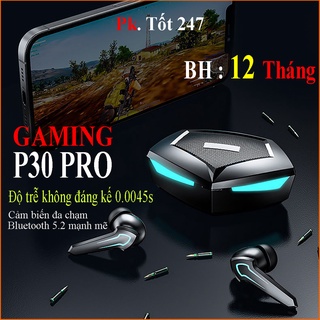 Pk. Tốt 247
BH : 12 Tháng
GAMING
P30 PRO
Độ trễ không đáng kể 0.0045s
Cảm biến đa chạm
Bluetooth 5.2 mạnh mẽ